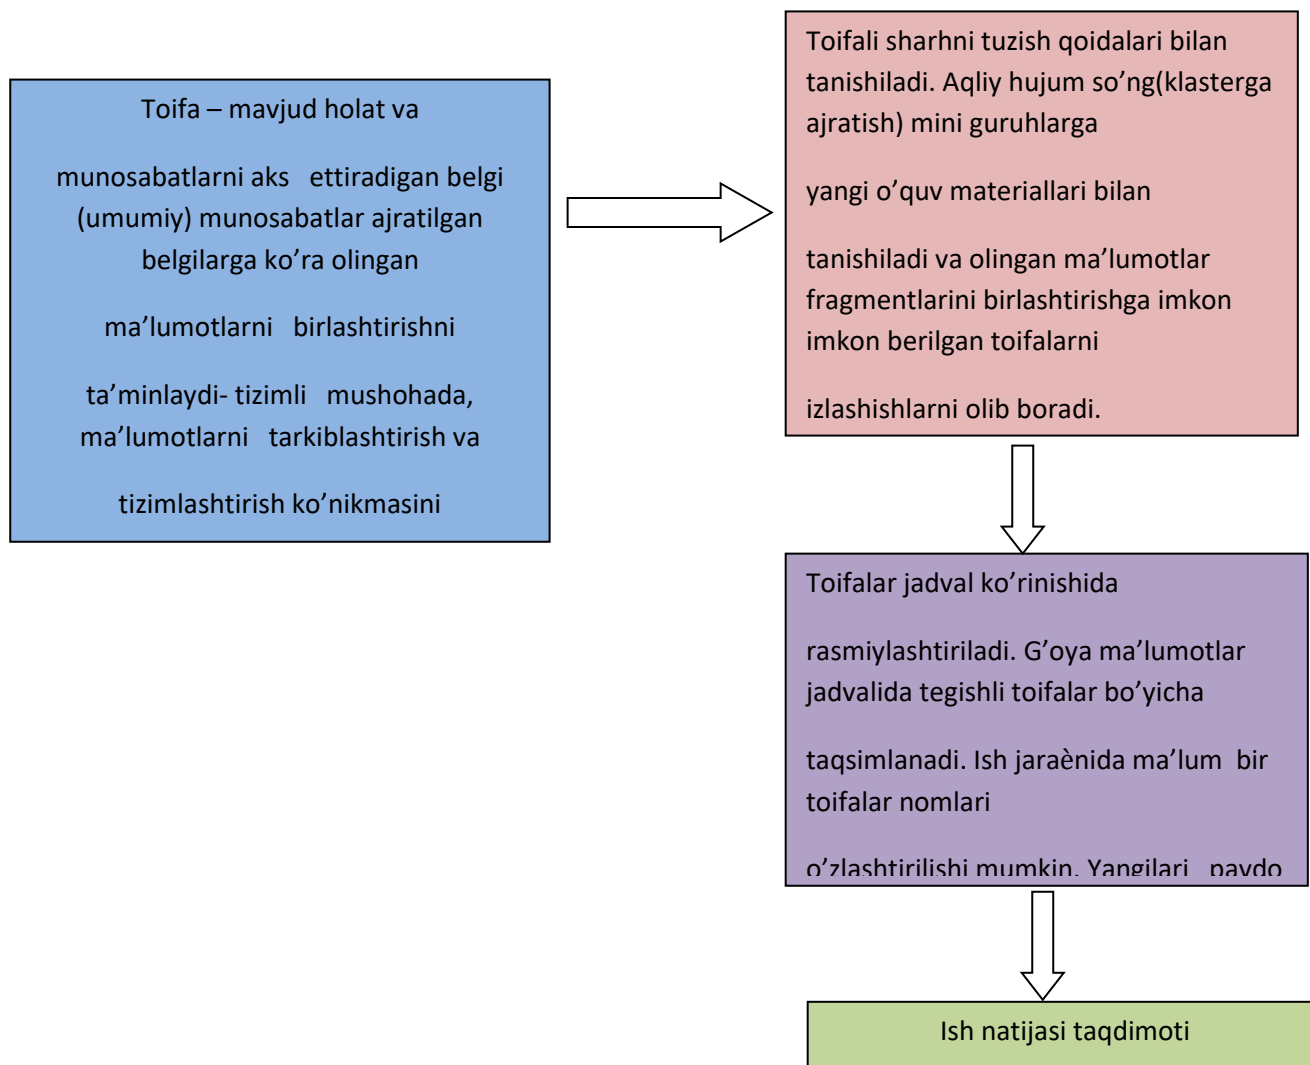 Toifa – mavjud holat va
munosabatlarni aks ettiradigan belgi
(umumiy) munosabatlar ajratilgan
belgilarga ko’ra olingan
ma’lumotlarni birlashtirishni
ta’minlaydi- tizimli mushohada,
ma’lumotlarni tarkiblashtirish va
tizimlashtirish ko’nikmasini
Toifali sharhni tuzish qoidalari bilan
tanishiladi. Aqliy hujum so’ng(klasterga
ajratish) mini guruhlarga
yangi o’quv materiallari bilan
tanishiladi va olingan ma’lumotlar
fragmentlarini birlashtirishga imkon
imkon berilgan toifalarni
izlashishlarni olib boradi.
Toifalar jadval ko’rinishida
rasmiylashtiriladi. G’oya ma’lumotlar
jadvalida tegishli toifalar bo’yicha
taqsimlanadi. Ish jaraènida ma’lum bir
toifalar nomlari
o’zlashtirilishi mumkin. Yangilari paydo
Ish natijasi taqdimoti